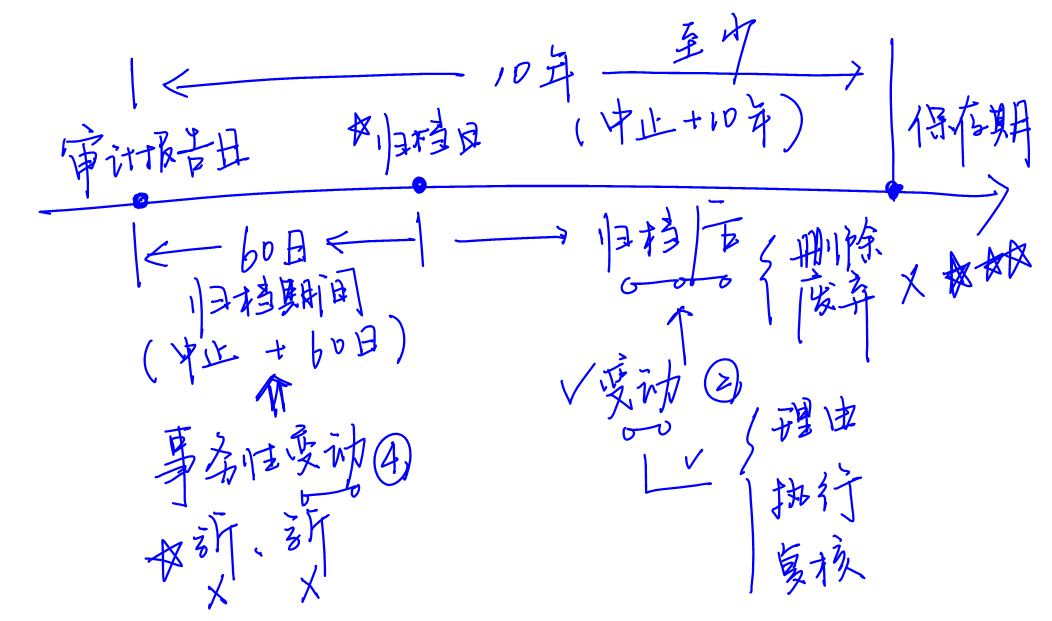 10年 至少
审计报告日 ☆归档日 (中止+10年) 保存期
60日 归档后 删除
归档期间 废弃 × ☆☆☆
(中止 + 60日)
✓变动② 理由
事务性变动④ ✓ 执行
复核
× ×